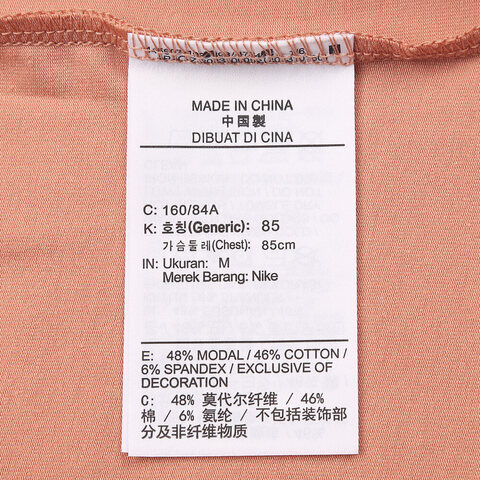 MADE IN CHINA
中国製
DIBUAT DI CINA
C: 160/84A
K: 호칭(Generic): 85
가슴둘레(Chest): 85cm
IN: Ukuran: M
Merek Barang: Nike
E: 48% MODAL / 46% COTTON /
6% SPANDEX / EXCLUSIVE OF
DECORATION
C: 48% 莫代尔纤维 / 46%
棉 / 6% 氨纶 / 不包括装饰部
分及非纤维物质